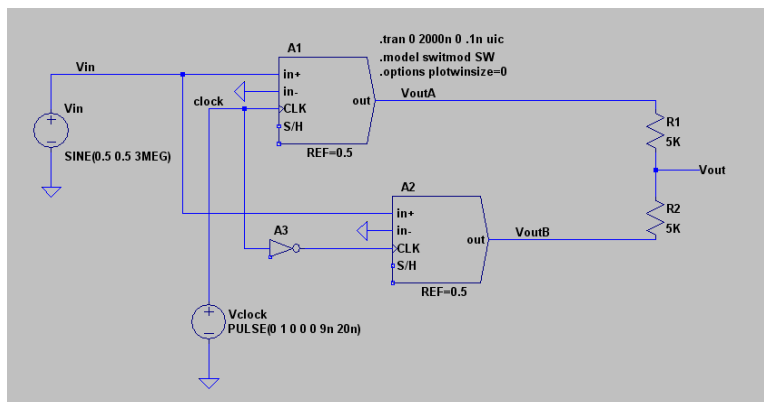 .tran 0 2000n 0 .1n uic
.model switmod SW
.options plotwinsize=0
A1
Vin
in+
in-
CLK
S/H
out
REF=0.5
clock
VoutA
Vin
SINE(0.5 0.5 3MEG)
R1
5K
Vout
A2
in+
in-
CLK
S/H
out
REF=0.5
A3
VoutB
R2
5K
Vclock
PULSE(0 1 0 0 0 9n 20n)